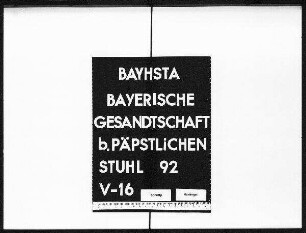 BAYHSTA
BAYERISCHE
GESANDTSCHAFT
b. PÄPSTLiCHEN
STUHL 92
V-16